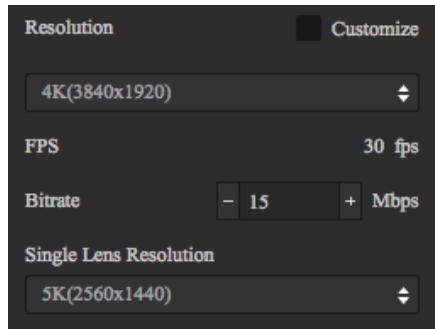 Resolution Customize
4K(3840x1920)
FPS 30 fps
Bitrate - 15 + Mbps
Single Lens Resolution
5K(2560x1440)